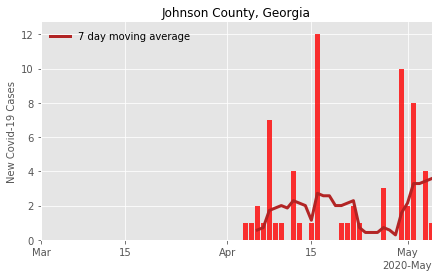 Johnson County, Georgia
7 day moving average
New Covid-19 Cases
12
10
8
6
4
2
0
Mar 15 Apr 15 May
2020-May